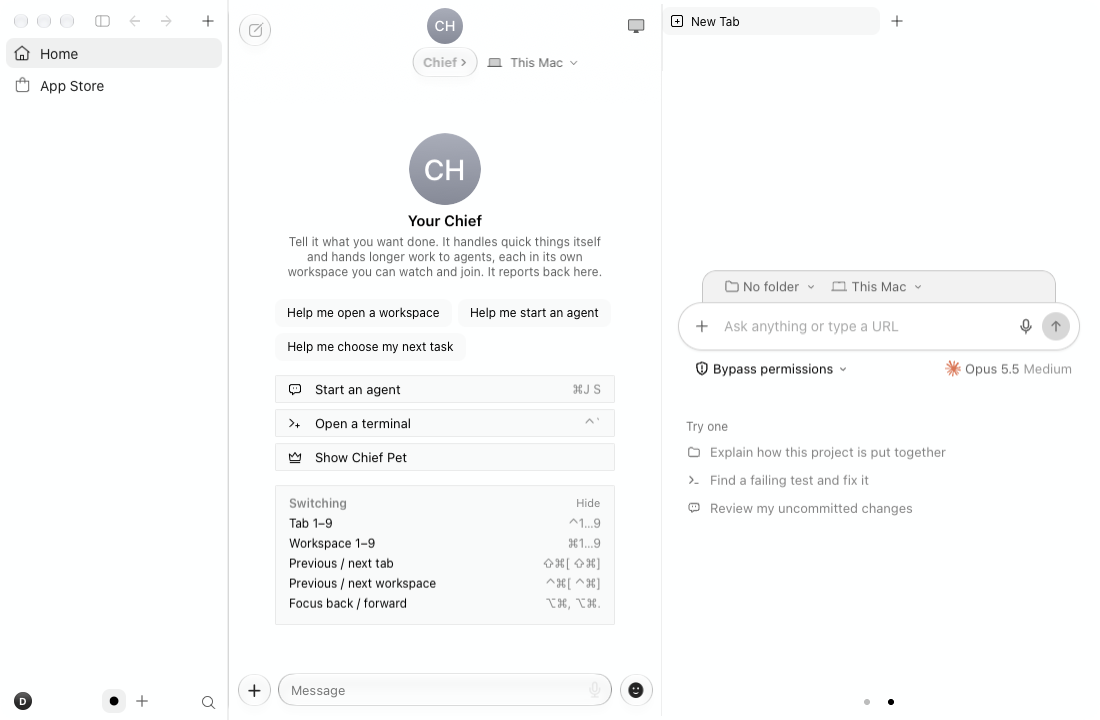 Home
App Store
D
CH
Chief
This Mac
CH
Your Chief
Tell it what you want done. It handles quick things itself
and hands longer work to agents, each in its own
workspace you can watch and join. It reports back here.
Help me open a workspace
Help me start an agent
Help me choose my next task
Start an agent ⌘J S
Open a terminal ^`
Show Chief Pet
Switching Hide
Tab 1–9 ^1…9
Workspace 1–9 ⌘1…9
Previous / next tab ⇧⌘[ ⇧⌘]
Previous / next workspace ^⌘[ ^⌘]
Focus back / forward ⌥⌘, ⌥⌘.
Message
New Tab
No folder
This Mac
Ask anything or type a URL
Bypass permissions
Opus 5.5 Medium
Try one
Explain how this project is put together
Find a failing test and fix it
Review my uncommitted changes